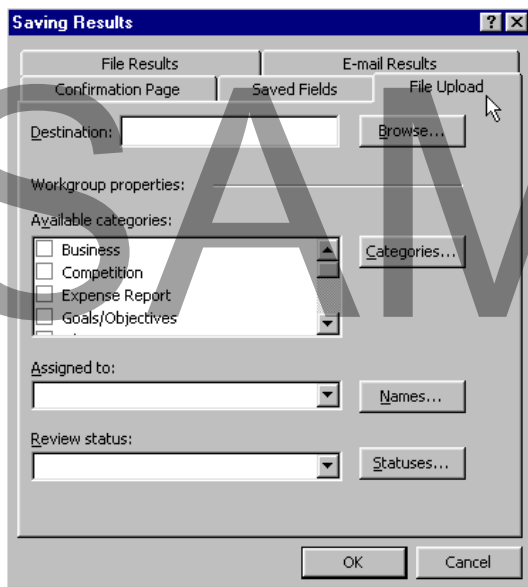 Saving Results
File Results E-mail Results
Confirmation Page Saved Fields File Upload
Destination: Browse...
Workgroup properties:
Available categories:
Business
Categories...
Competition
Expense Report
Goals/Objectives
Assigned to:
Names...
Review status:
Statuses...
OK Cancel
SAM